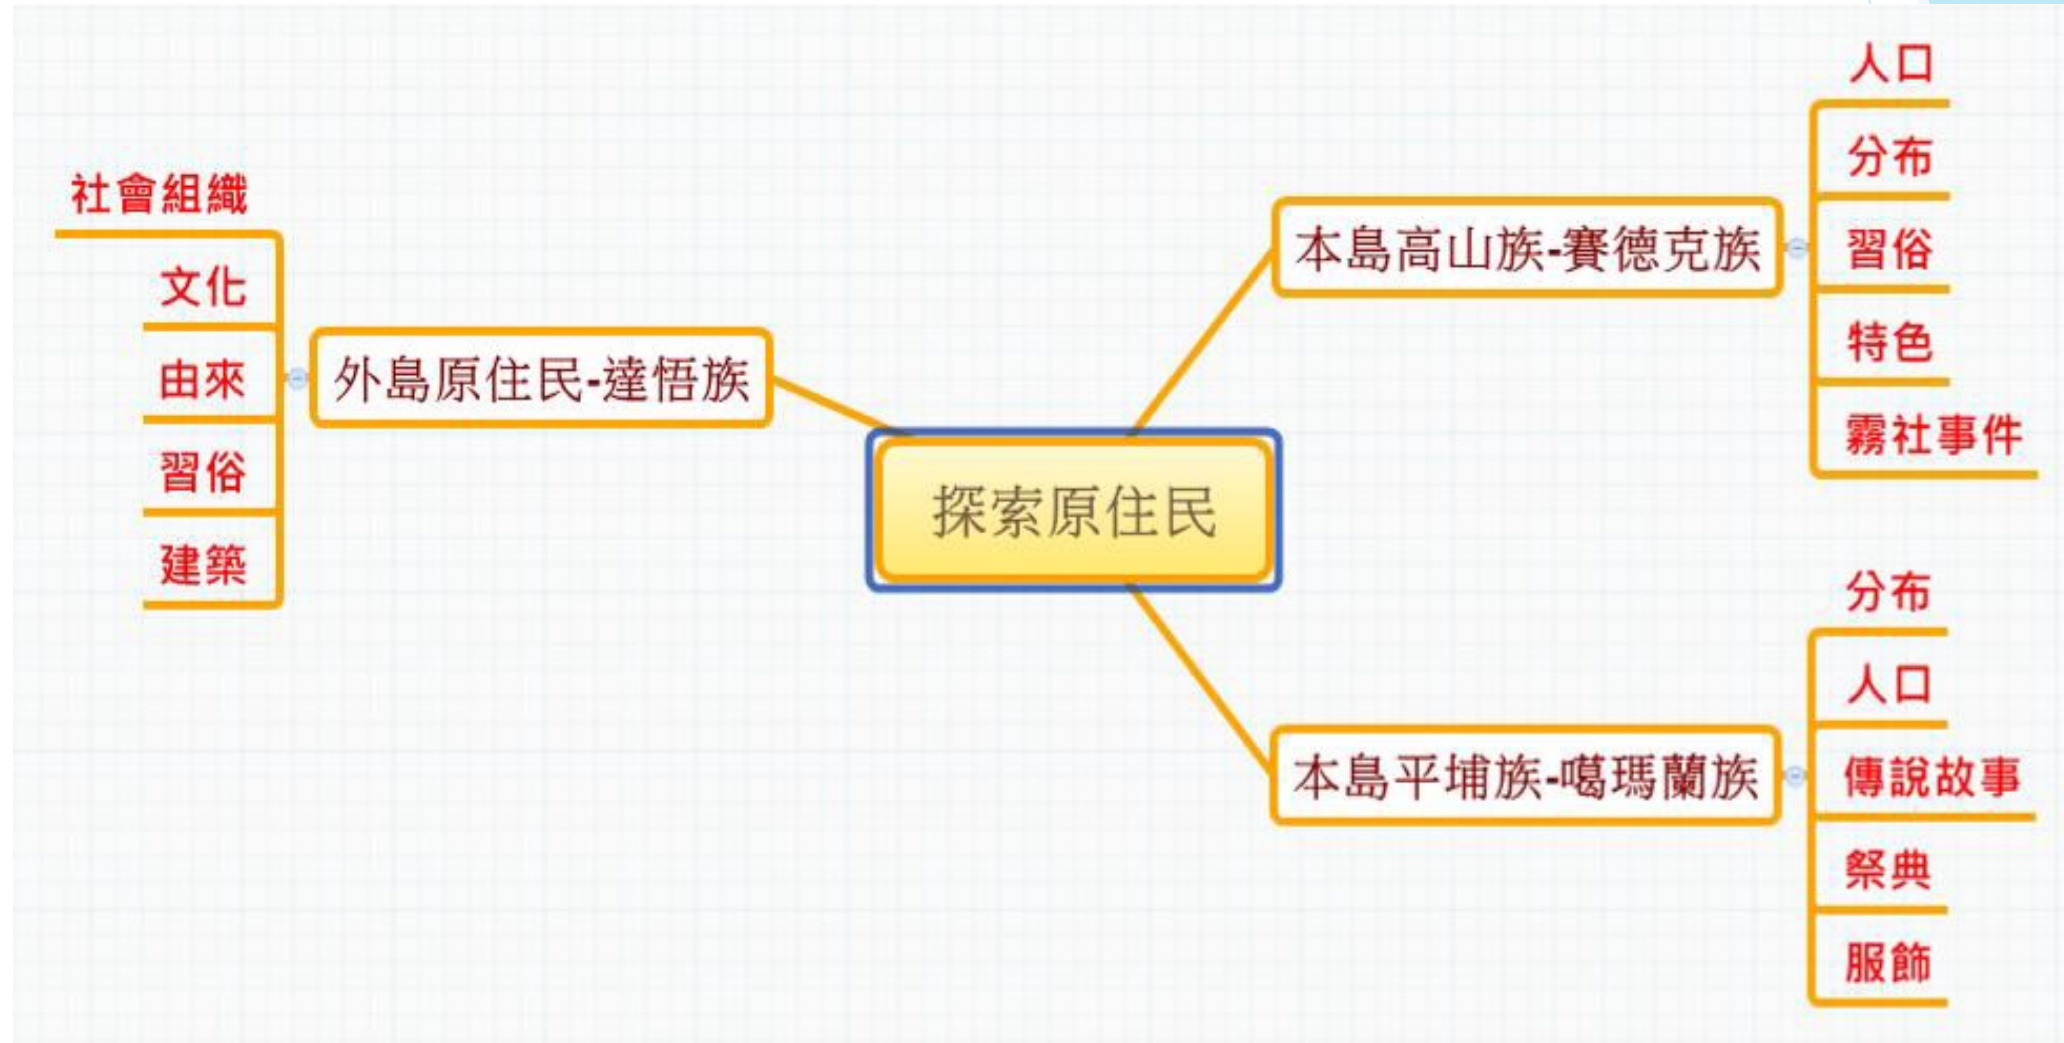 探索原住民
本島高山族-賽德克族
人口
分布
習俗
特色
霧社事件
本島平埔族-噶瑪蘭族
分布
人口
傳說故事
祭典
服飾
外島原住民-達悟族
社會組織
文化
由來
習俗
建築